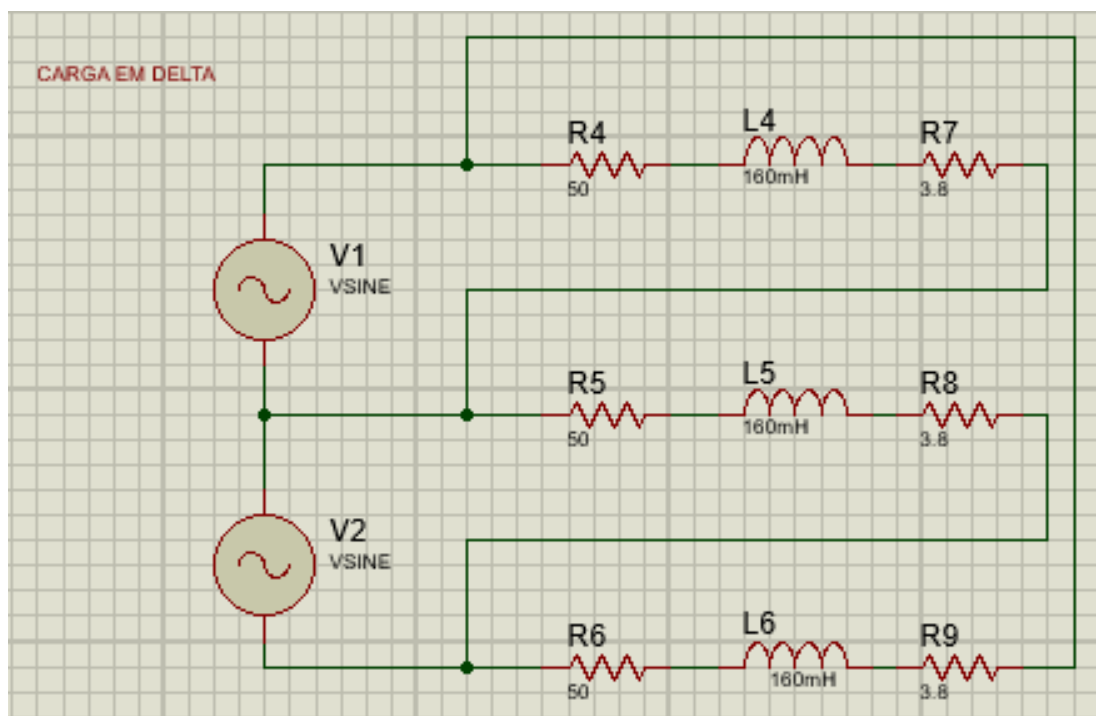 CARGA EM DELTA
R4
50
L4
160mH
R7
3.8
V1
VSINE
R5
50
L5
160mH
R8
3.8
V2
VSINE
R6
50
L6
160mH
R9
3.8